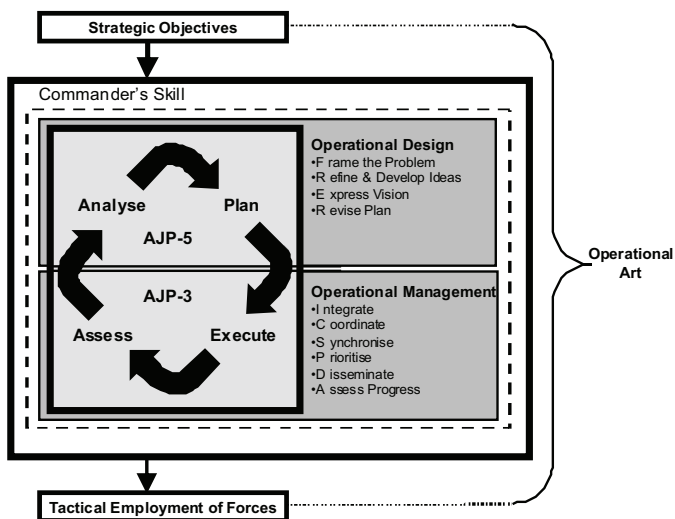 Strategic Objectives
Commander's Skill
Operational Design
•F rame the Problem
•R efine & Develop Ideas
•E xpress Vision
•R evise Plan
Analyse
Plan
AJP-5
Operational
Art
AJP-3
Assess
Execute
Operational Management
•I ntegrate
•C oordinate
•S ynchronise
•P rioritise
•D isseminate
•A ssess Progress
Tactical Employment of Forces